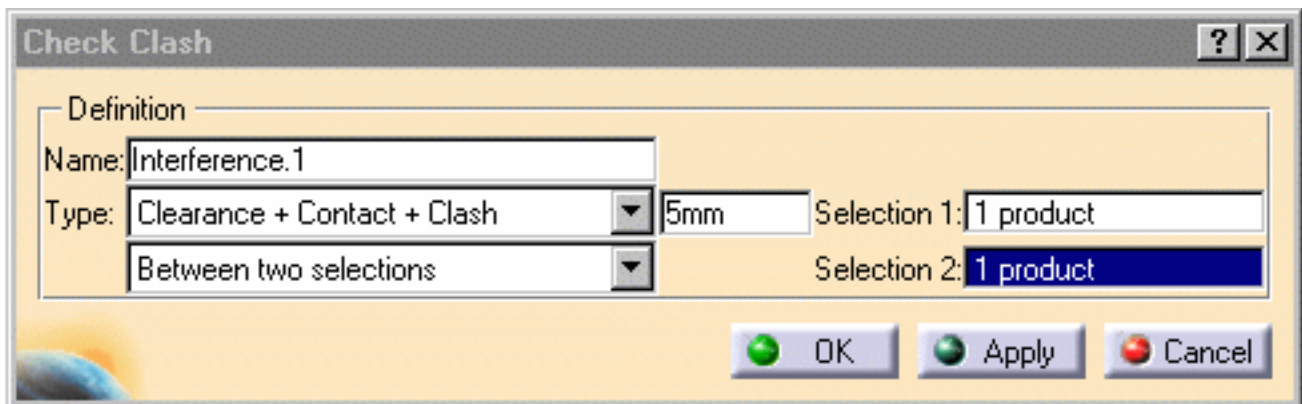 Check Clash
Definition
Name: Interference.1
Type: Clearance + Contact + Clash 5mm Selection 1: 1 product
Between two selections Selection 2: 1 product
OK Apply Cancel